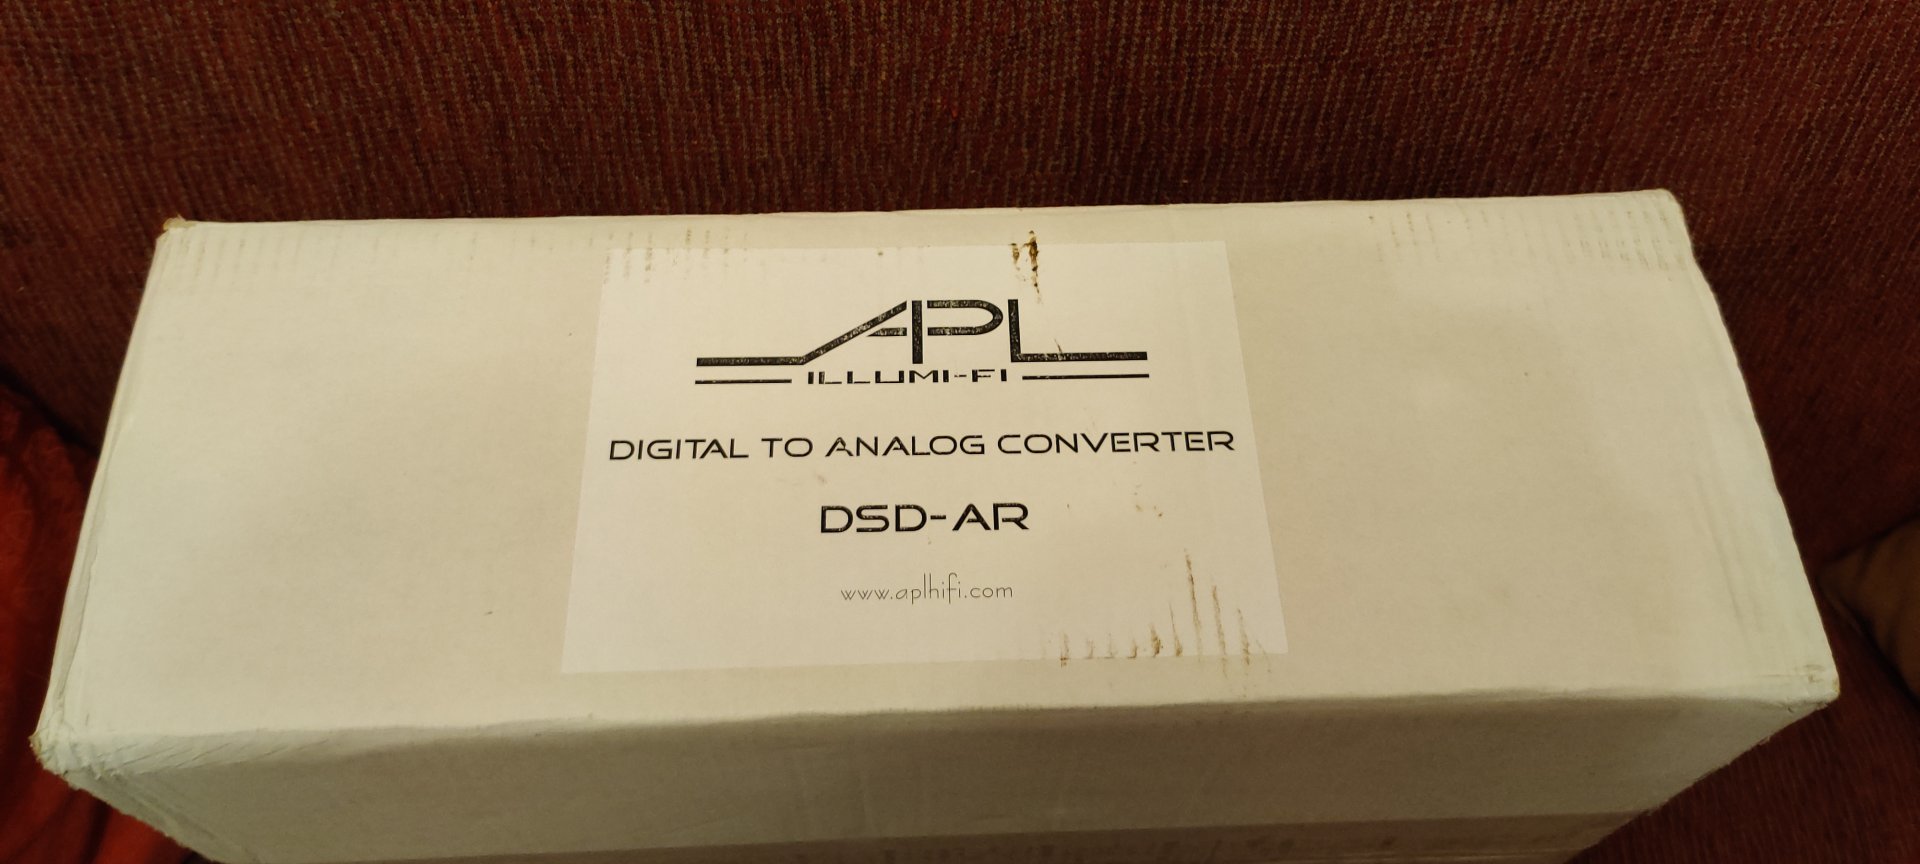 APL
ILLUMI-FI
DIGITAL TO ANALOG CONVERTER
DSD-AR
www.aplhifi.com